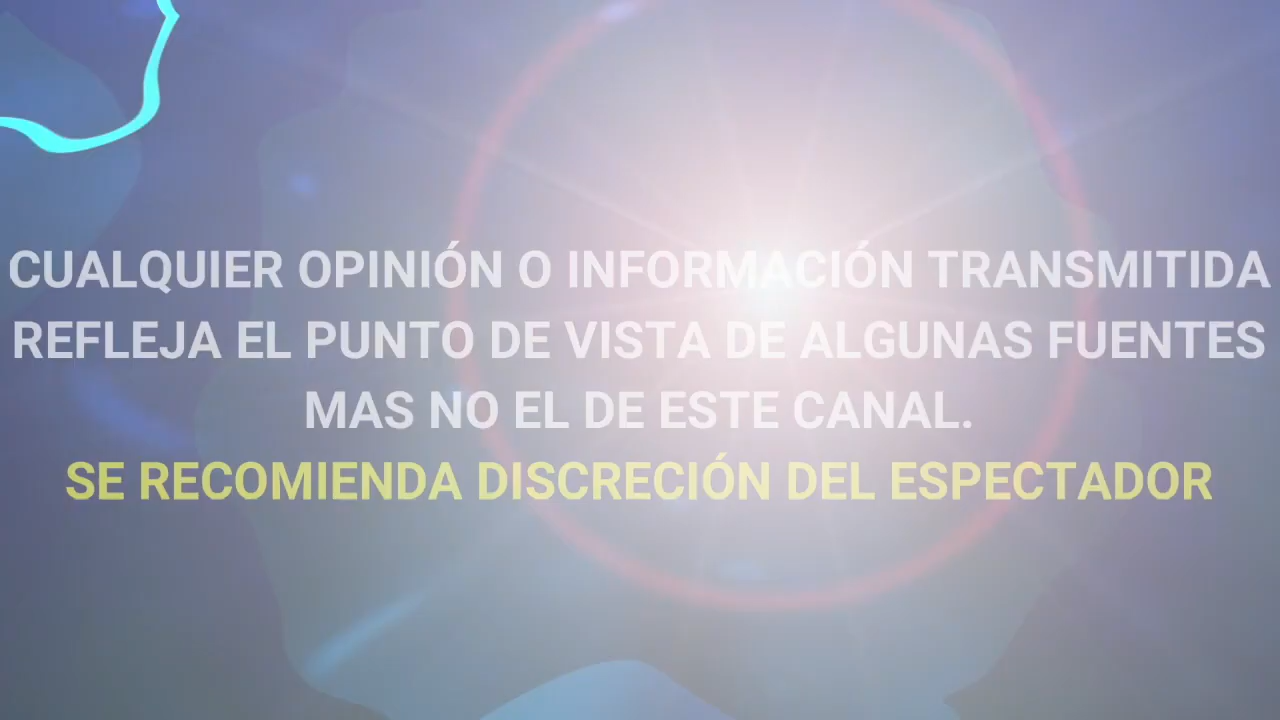 CUALQUIER OPINIÓN O INFORMACIÓN TRANSMITIDA
REFLEJA EL PUNTO DE VISTA DE ALGUNAS FUENTES
MAS NO EL DE ESTE CANAL.
SE RECOMIENDA DISCRECIÓN DEL ESPECTADOR